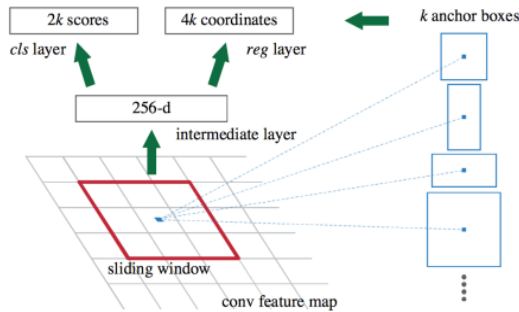 2k scores
4k coordinates
k anchor boxes
cls layer
reg layer
256-d
intermediate layer
sliding window
conv feature map